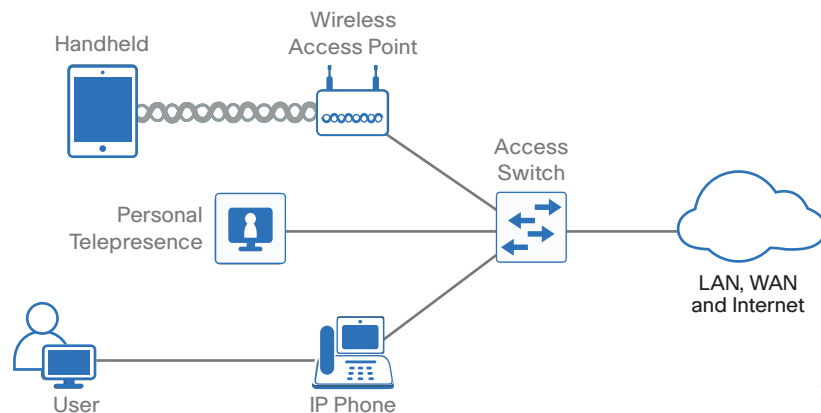 Handheld
Wireless
Access Point
Access
Switch
Personal
Telepresence
LAN, WAN
and Internet
User
IP Phone